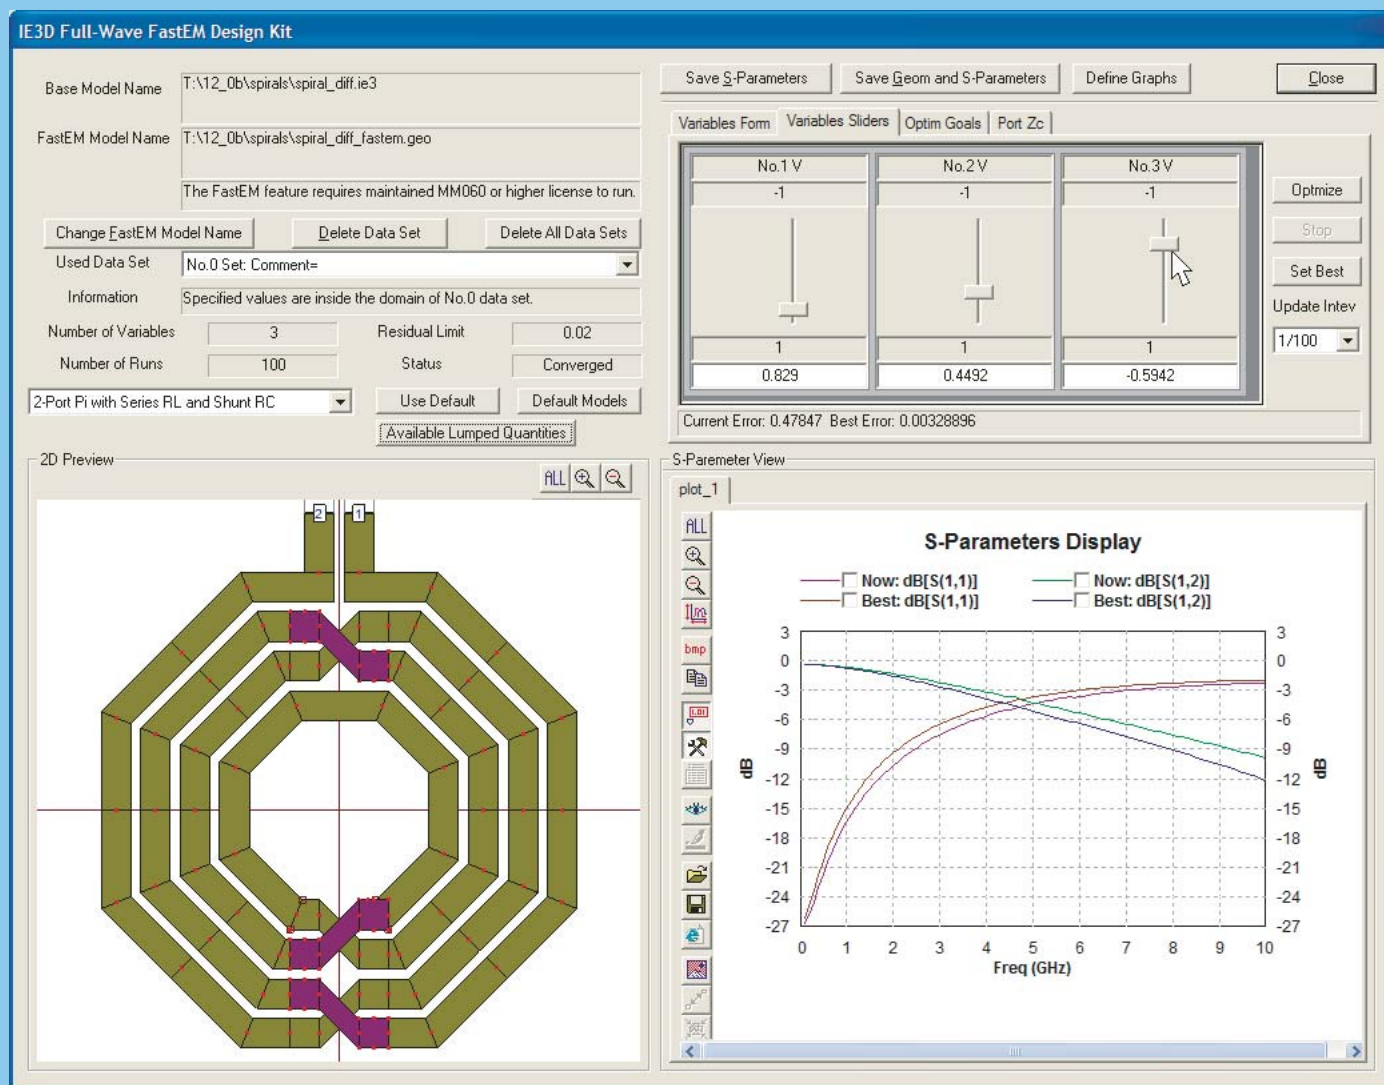 IE3D Full-Wave FastEM Design Kit
Base Model Name
T:\12_0b\spirals\spiral_diff.ie3
FastEM Model Name
T:\12_0b\spirals\spiral_diff_fastem.geo
The FastEM feature requires maintained MM060 or higher license to run.
Change FastEM Model Name
Delete Data Set
Delete All Data Sets
Used Data Set
No.0 Set: Comment=
Information
Specified values are inside the domain of No.0 data set.
Number of Variables
3
Residual Limit
0.02
Number of Runs
100
Status
Converged
2-Port Pi with Series RL and Shunt RC
Use Default
Default Models
Available Lumped Quantities
Save S-Parameters
Save Geom and S-Parameters
Define Graphs
Close
Variables Form
Variables Sliders
Optim Goals
Port Zc
No.1 V
No.2 V
No.3 V
-1
-1
-1
1
1
1
0.829
0.4492
-0.5942
Optmize
Stop
Set Best
Update Intev
1/100
Current Error: 0.47847 Best Error: 0.00328896
2D Preview
ALL
2
1
S-Paremeter View
plot_1
ALL
bmp
1.01
S-Parameters Display
Now: dB[S(1,1)]
Now: dB[S(1,2)]
Best: dB[S(1,1)]
Best: dB[S(1,2)]
3
0
-3
-6
-9
-12
-15
-18
-21
-24
-27
dB
3
0
-3
-6
-9
-12
-15
-18
-21
-24
-27
dB
0 1 2 3 4 5 6 7 8 9 10
Freq (GHz)